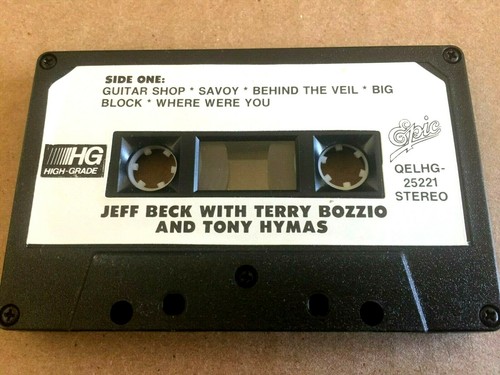 SIDE ONE:
GUITAR SHOP * SAVOY * BEHIND THE VEIL * BIG
BLOCK * WHERE WERE YOU
HG
HIGH-GRADE
Epic
QELHG-
25221
STEREO
JEFF BECK WITH TERRY BOZZIO
AND TONY HYMAS